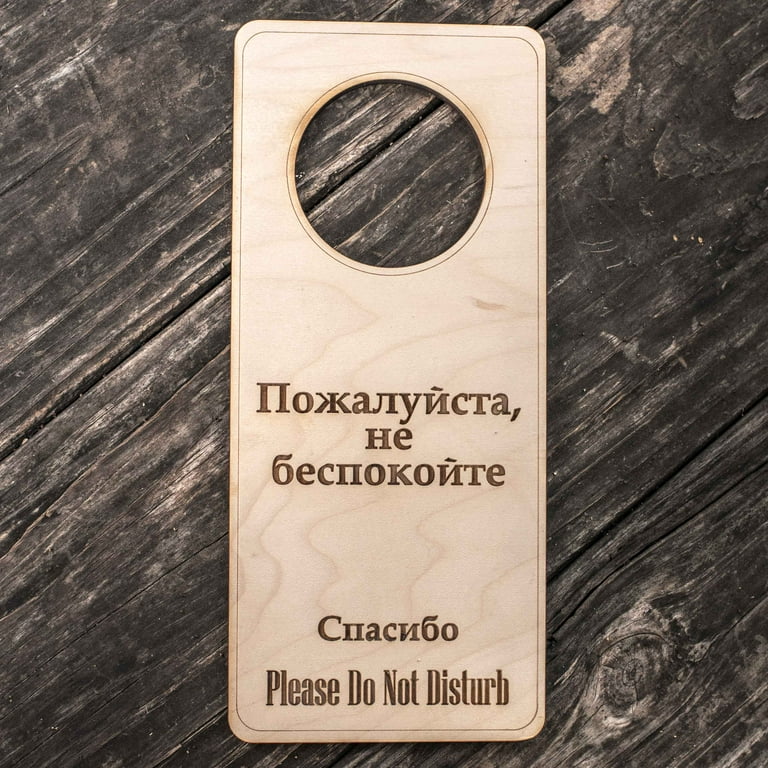 Пожалуйста,
не
беспокойте
Спасибо
Please Do Not Disturb